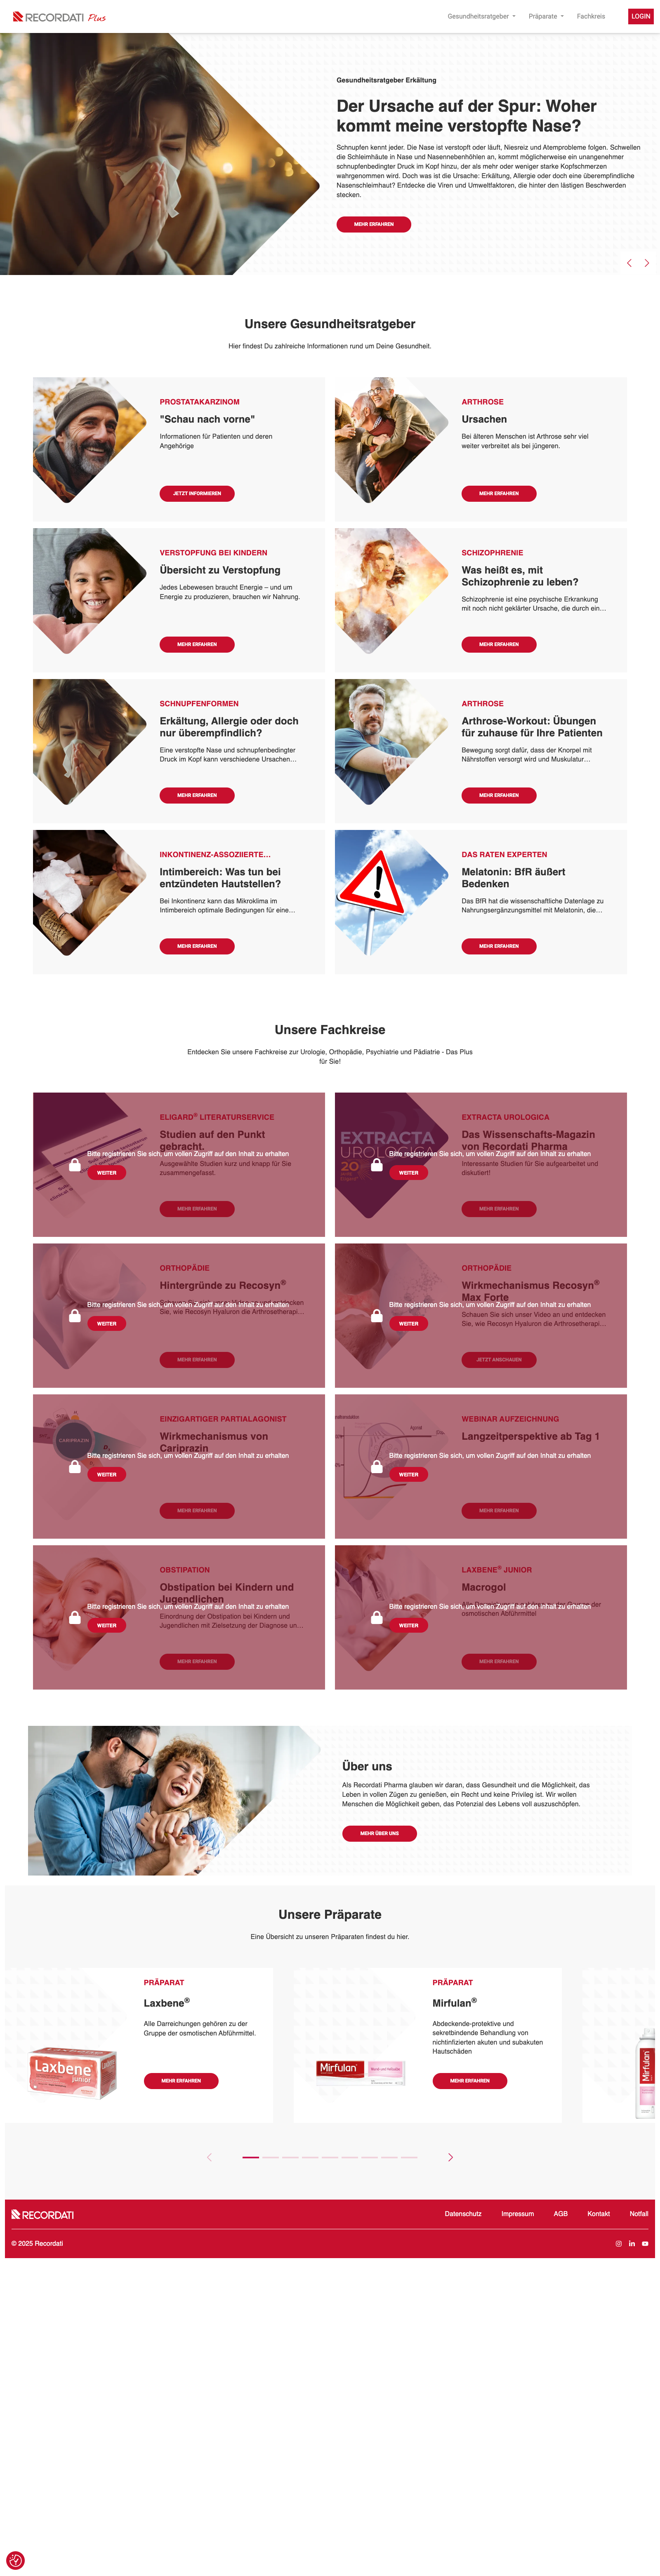 RECORDATI Plus
Gesundheitsratgeber
Präparate
Fachkreis
LOGIN
Gesundheitsratgeber Erkältung
Der Ursache auf der Spur: Woher
kommt meine verstopfte Nase?
Schnupfen kennt jeder. Die Nase ist verstopft oder läuft, Niesreiz und Atemprobleme folgen. Schwellen
die Schleimhäute in Nase und Nasennebenhöhlen an, kommt möglicherweise ein unangenehmer
schnupfenbedingter Druck im Kopf hinzu, der als mehr oder weniger starke Kopfschmerzen
wahrgenommen wird. Doch was ist die Ursache: Erkältung, Allergie oder doch eine überempfindliche
Nasenschleimhaut? Entdecke die Viren und Umweltfaktoren, die hinter den lästigen Beschwerden
stecken.
MEHR ERFAHREN
Unsere Gesundheitsratgeber
Hier findest Du zahlreiche Informationen rund um Deine Gesundheit.
PROSTATAKARZINOM
"Schau nach vorne"
Informationen für Patienten und deren
Angehörige
JETZT INFORMIEREN
ARTHROSE
Ursachen
Bei älteren Menschen ist Arthrose sehr viel
weiter verbreitet als bei jüngeren.
MEHR ERFAHREN
VERSTOPFUNG BEI KINDERN
Übersicht zu Verstopfung
Jedes Lebewesen braucht Energie – und um
Energie zu produzieren, brauchen wir Nahrung.
MEHR ERFAHREN
SCHIZOPHRENIE
Was heißt es, mit
Schizophrenie zu leben?
Schizophrenie ist eine psychische Erkrankung
mit noch nicht geklärter Ursache, die durch ein…
MEHR ERFAHREN
SCHNUPFENFORMEN
Erkältung, Allergie oder doch
nur überempfindlich?
Eine verstopfte Nase und schnupfenbedingter
Druck im Kopf kann verschiedene Ursachen…
MEHR ERFAHREN
ARTHROSE
Arthrose-Workout: Übungen
für zuhause für Ihre Patienten
Bewegung sorgt dafür, dass der Knorpel mit
Nährstoffen versorgt wird und Muskulatur…
MEHR ERFAHREN
INKONTINENZ-ASSOZIIERTE…
Intimbereich: Was tun bei
entzündeten Hautstellen?
Bei Inkontinenz kann das Mikroklima im
Intimbereich optimale Bedingungen für eine…
MEHR ERFAHREN
DAS RATEN EXPERTEN
Melatonin: BfR äußert
Bedenken
Das BfR hat die wissenschaftliche Datenlage zu
Nahrungsergänzungsmittel mit Melatonin, die…
MEHR ERFAHREN
Unsere Fachkreise
Entdecken Sie unsere Fachkreise zur Urologie, Orthopädie, Psychiatrie und Pädiatrie - Das Plus
für Sie!
ELIGARD® LITERATURSERVICE
Studien auf den Punkt
gebracht.
Bitte registrieren Sie sich, um vollen Zugriff auf den Inhalt zu erhalten
Ausgewählte Studien kurz und knapp für Sie
zusammengefasst.
WEITER
MEHR ERFAHREN
EXTRACTA
UROLOGICA
EXTRACTA UROLOGICA
Das Wissenschafts-Magazin
von Recordati Pharma
Bitte registrieren Sie sich, um vollen Zugriff auf den Inhalt zu erhalten
Interessante Studien für Sie aufgearbeitet und
diskutiert!
WEITER
MEHR ERFAHREN
ORTHOPÄDIE
Hintergründe zu Recosyn®
Bitte registrieren Sie sich, um vollen Zugriff auf den Inhalt zu erhalten
Sie, wie Recosyn Hyaluron die Arthrosetherapi…
WEITER
MEHR ERFAHREN
ORTHOPÄDIE
Wirkmechanismus Recosyn®
Max Forte
Bitte registrieren Sie sich, um vollen Zugriff auf den Inhalt zu erhalten
Schauen Sie sich unser Video an und entdecken
Sie, wie Recosyn Hyaluron die Arthrosetherapi…
WEITER
JETZT ANSCHAUEN
CARIPRAZIN
EINZIGARTIGER PARTIALAGONIST
Wirkmechanismus von
Cariprazin
Bitte registrieren Sie sich, um vollen Zugriff auf den Inhalt zu erhalten
WEITER
MEHR ERFAHREN
WEBINAR AUFZEICHNUNG
Langzeitperspektive ab Tag 1
Bitte registrieren Sie sich, um vollen Zugriff auf den Inhalt zu erhalten
WEITER
MEHR ERFAHREN
OBSTIPATION
Obstipation bei Kindern und
Jugendlichen
Bitte registrieren Sie sich, um vollen Zugriff auf den Inhalt zu erhalten
Einordnung der Obstipation bei Kindern und
Jugendlichen mit Zielsetzung der Diagnose un…
WEITER
MEHR ERFAHREN
LAXBENE® JUNIOR
Macrogol
Bitte registrieren Sie sich, um vollen Zugriff auf den Inhalt zu erhalten
osmotischen Abführmittel
WEITER
MEHR ERFAHREN
Über uns
Als Recordati Pharma glauben wir daran, dass Gesundheit und die Möglichkeit, das
Leben in vollen Zügen zu genießen, ein Recht und keine Privileg ist. Wir wollen
Menschen die Möglichkeit geben, das Potenzial des Lebens voll auszuschöpfen.
MEHR ÜBER UNS
Unsere Präparate
Eine Übersicht zu unseren Präparaten findest du hier.
PRÄPARAT
Laxbene®
Alle Darreichungen gehören zu der
Gruppe der osmotischen Abführmittel.
MEHR ERFAHREN
Laxbene
junior
PRÄPARAT
Mirfulan®
Abdeckende-protektive und
sekretbindende Behandlung von
nichtinfizierten akuten und subakuten
Hautschäden
MEHR ERFAHREN
Mirfulan
Mirfulan
RECORDATI
Datenschutz
Impressum
AGB
Kontakt
Notfall
© 2025 Recordati